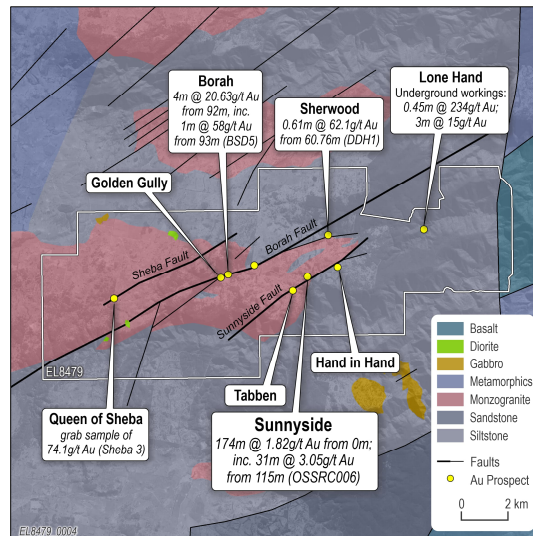 Borah
4m @ 20.63g/t Au
from 92m, inc.
1m @ 58g/t Au
from 93m (BSD5)
Sherwood
0.61m @ 62.1g/t Au
from 60.76m (DDH1)
Lone Hand
Underground workings:
0.45m @ 234g/t Au;
3m @ 15g/t Au
Golden Gully
Sheba Fault
Borah Fault
Sunnyside Fault
EL8479
Queen of Sheba
grab sample of
74.1g/t Au (Sheba 3)
Tabben
Hand in Hand
Sunnyside
174m @ 1.82g/t Au from 0m;
inc. 31m @ 3.05g/t Au
from 115m (OSSRC006)
Basalt
Diorite
Gabbro
Metamorphics
Monzogranite
Sandstone
Siltstone
Faults
Au Prospect
0 2 km
EL8479_0004